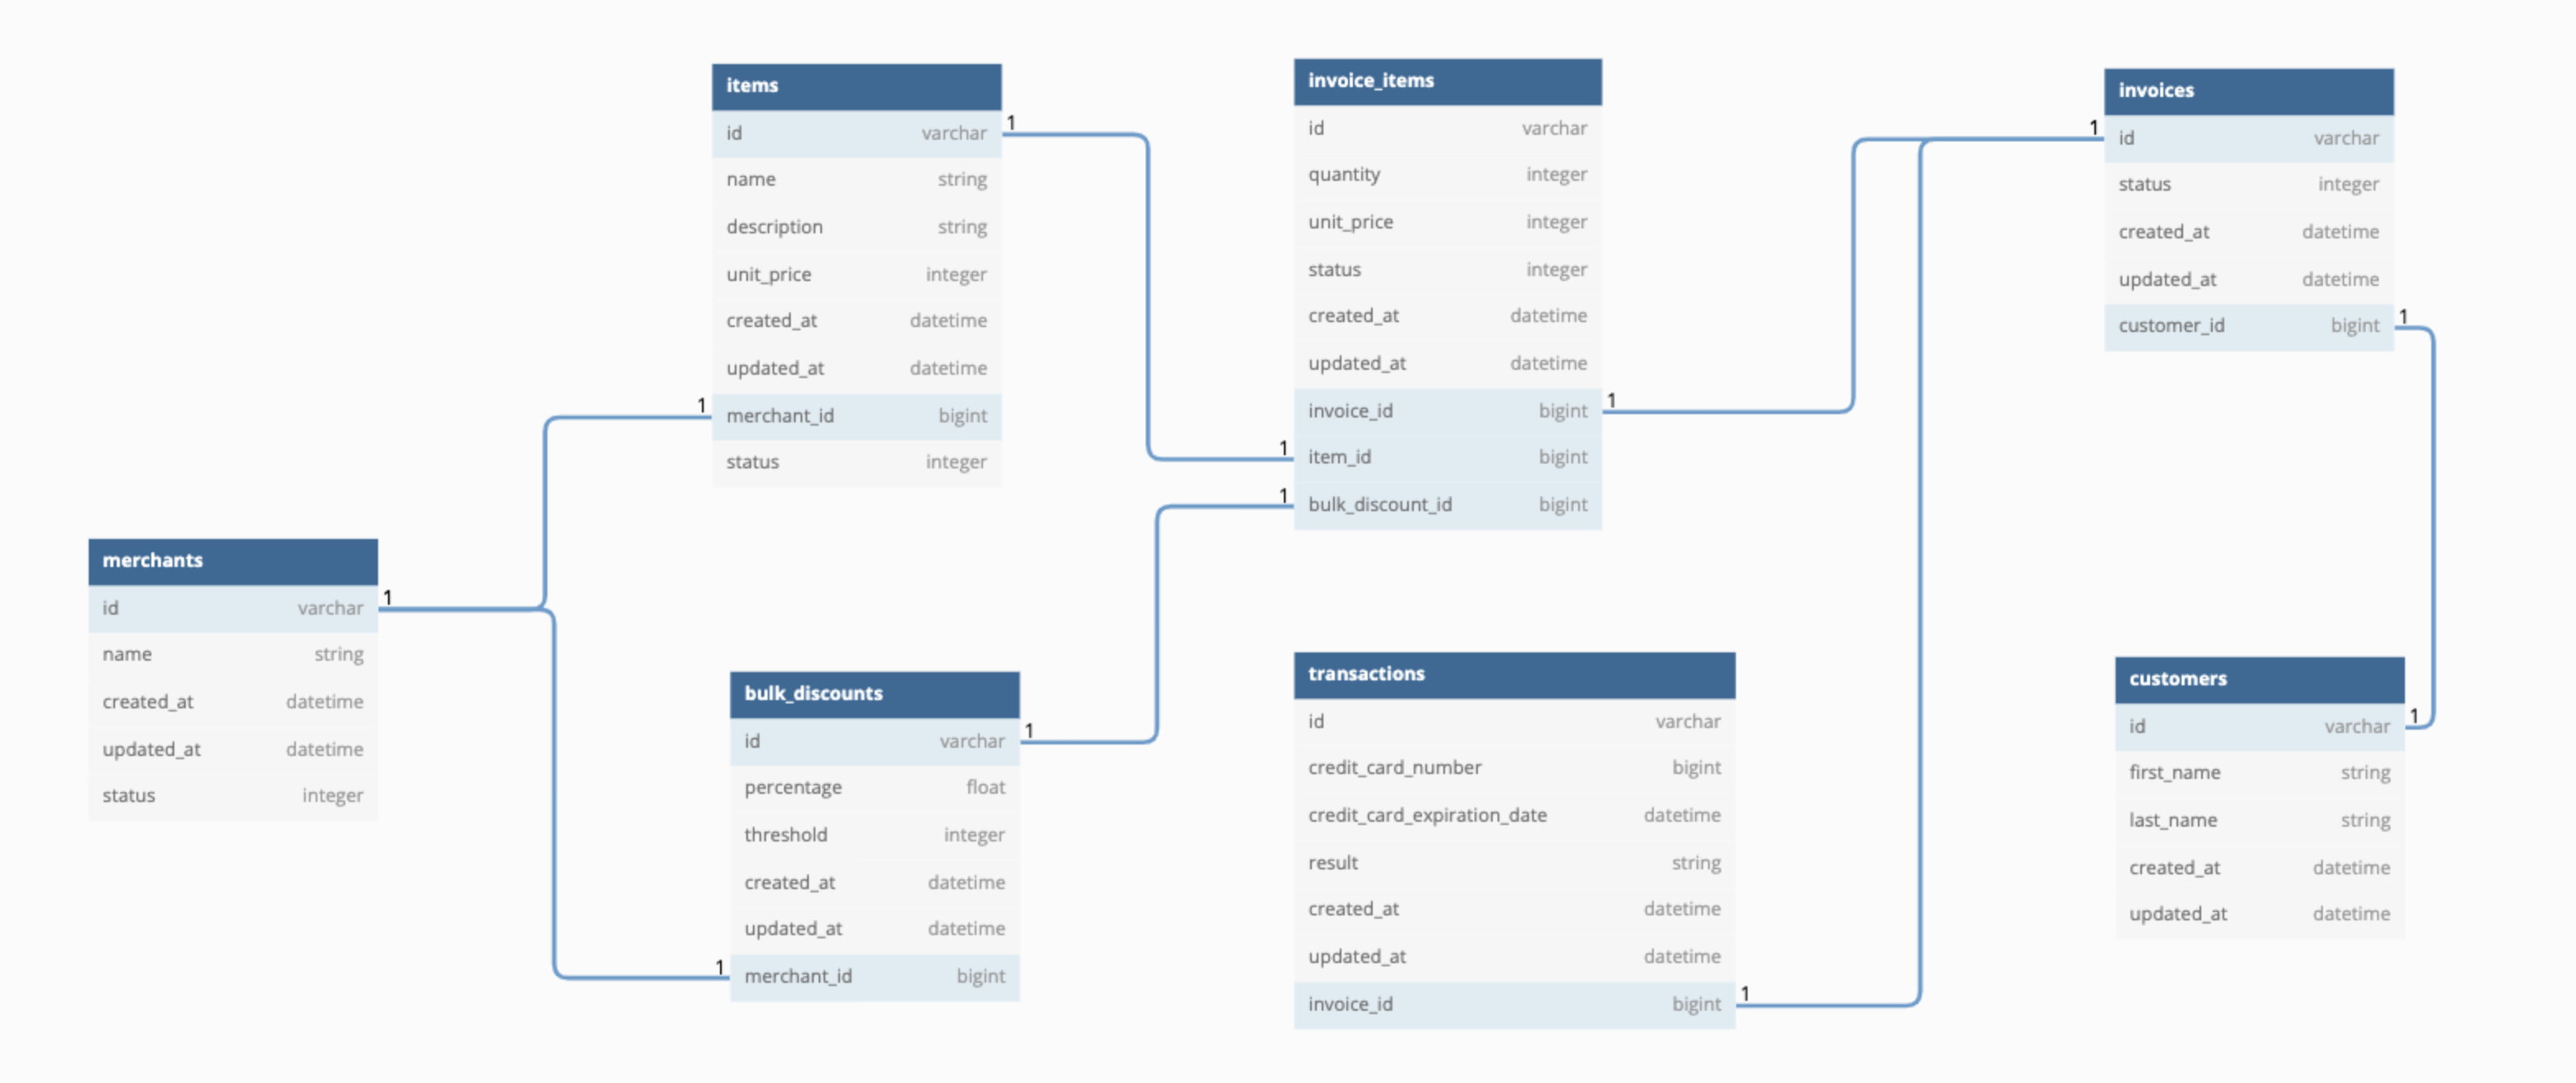 items
id varchar
name string
description string
unit_price integer
created_at datetime
updated_at datetime
merchant_id bigint
status integer
1
1
invoice_items
id varchar
quantity integer
unit_price integer
status integer
created_at datetime
updated_at datetime
invoice_id bigint
item_id bigint
bulk_discount_id bigint
1
1
1
invoices
id varchar
status integer
created_at datetime
updated_at datetime
customer_id bigint
1
1
merchants
id varchar
name string
created_at datetime
updated_at datetime
status integer
1
bulk_discounts
id varchar
percentage float
threshold integer
created_at datetime
updated_at datetime
merchant_id bigint
1
1
transactions
id varchar
credit_card_number bigint
credit_card_expiration_date datetime
result string
created_at datetime
updated_at datetime
invoice_id bigint
1
customers
id varchar
first_name string
last_name string
created_at datetime
updated_at datetime
1